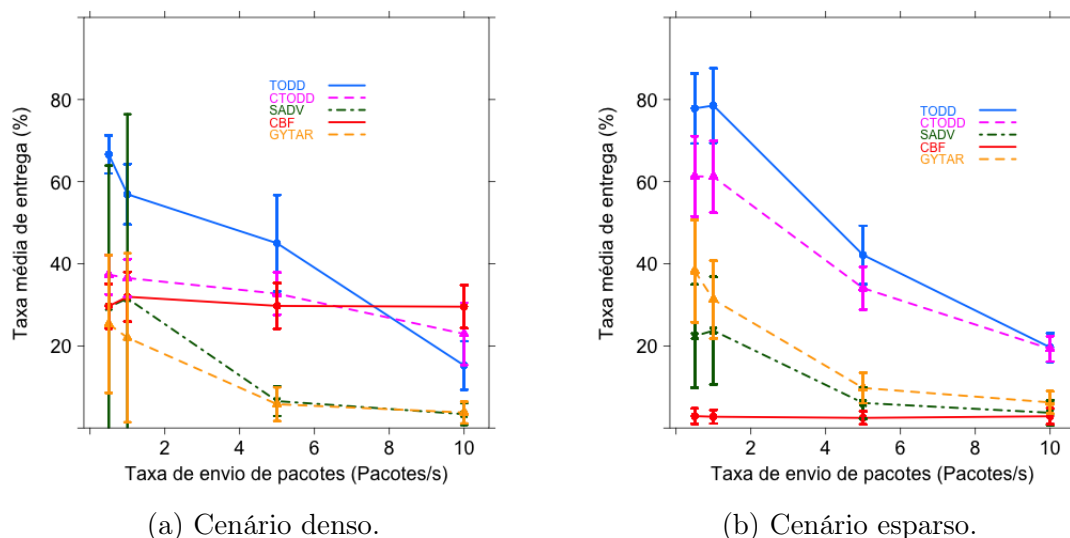 Taxa média de entrega (%)
80
60
40
20
TODD
CTODD
SADV
CBF
GYTAR
2 4 6 8 10
Taxa de envio de pacotes (Pacotes/s)
(a) Cenário denso.
Taxa média de entrega (%)
80
60
40
20
TODD
CTODD
SADV
CBF
GYTAR
2 4 6 8 10
Taxa de envio de pacotes (Pacotes/s)
(b) Cenário esparso.